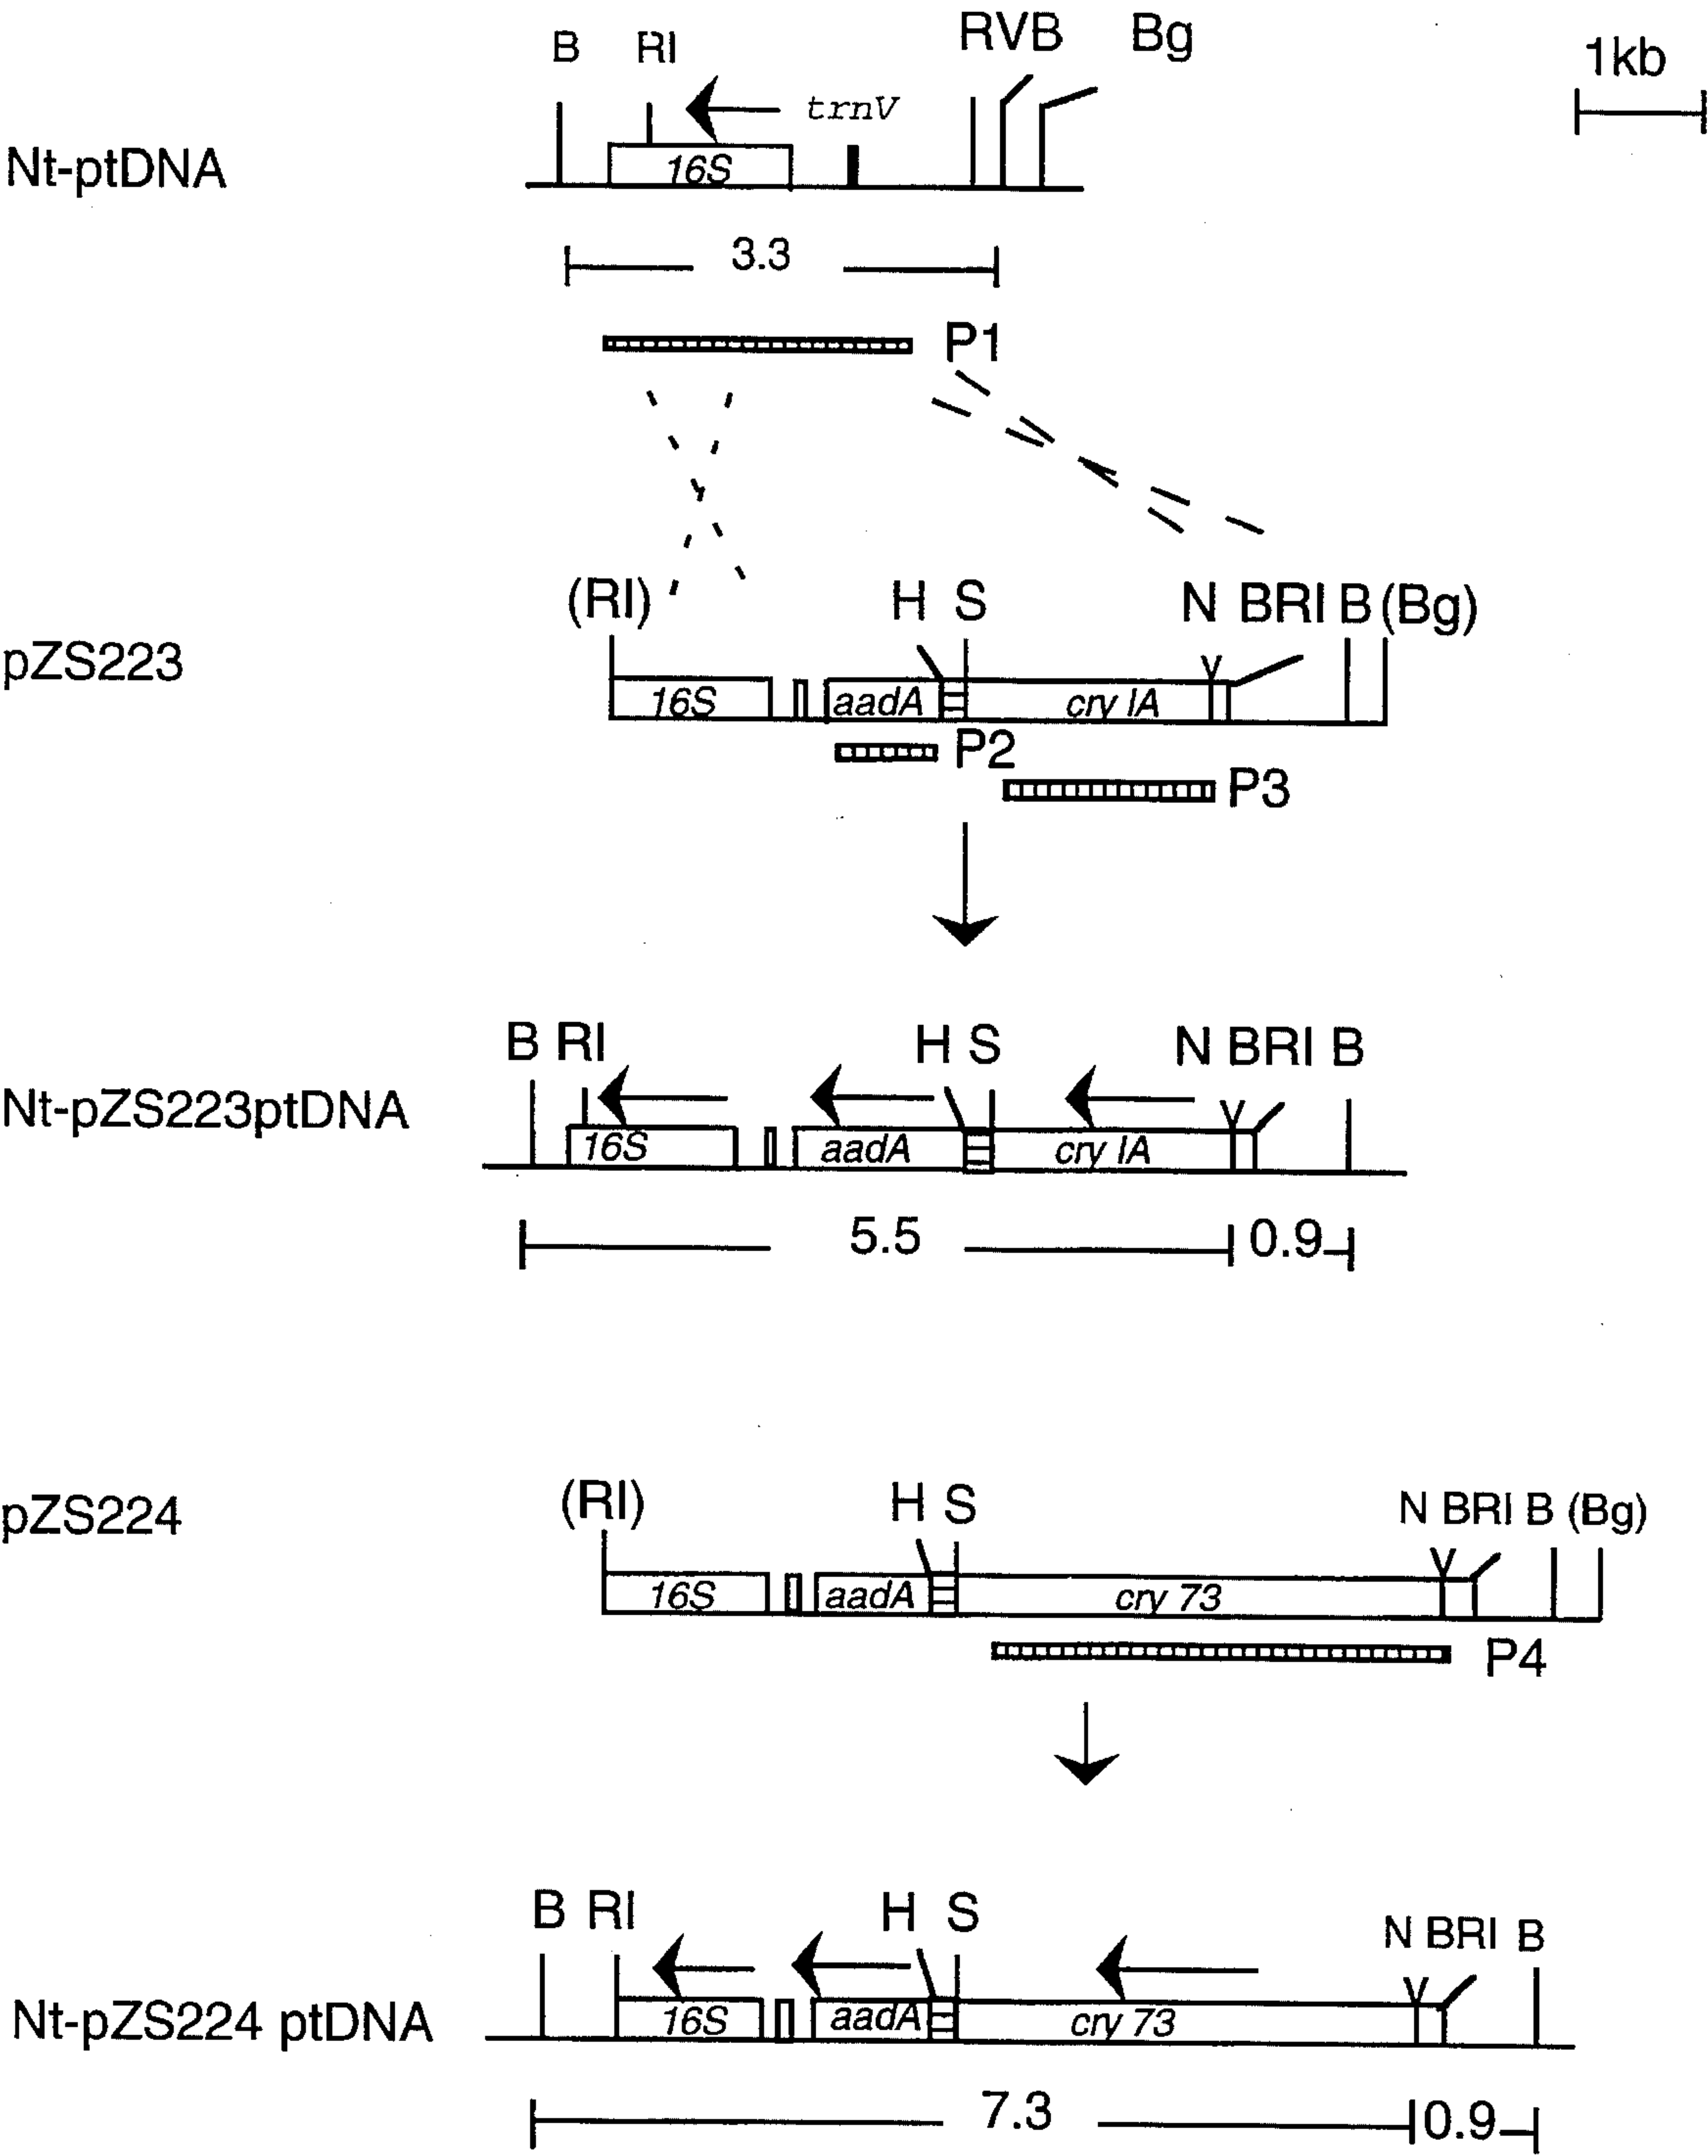 B RI RVB Bg 1kb
trnV
Nt-ptDNA 16S
3.3
P1
(RI) H S N BRI B (Bg)
pZS223
16S aadA cry IA
P2
P3
B RI H S N BRI B
Nt-pZS223ptDNA
16S aadA cry IA
5.5 0.9
(RI) H S N BRI B (Bg)
pZS224
16S aadA cry 73
P4
B RI H S N BRI B
Nt-pZS224 ptDNA 16S aadA cry 73
7.3 0.9